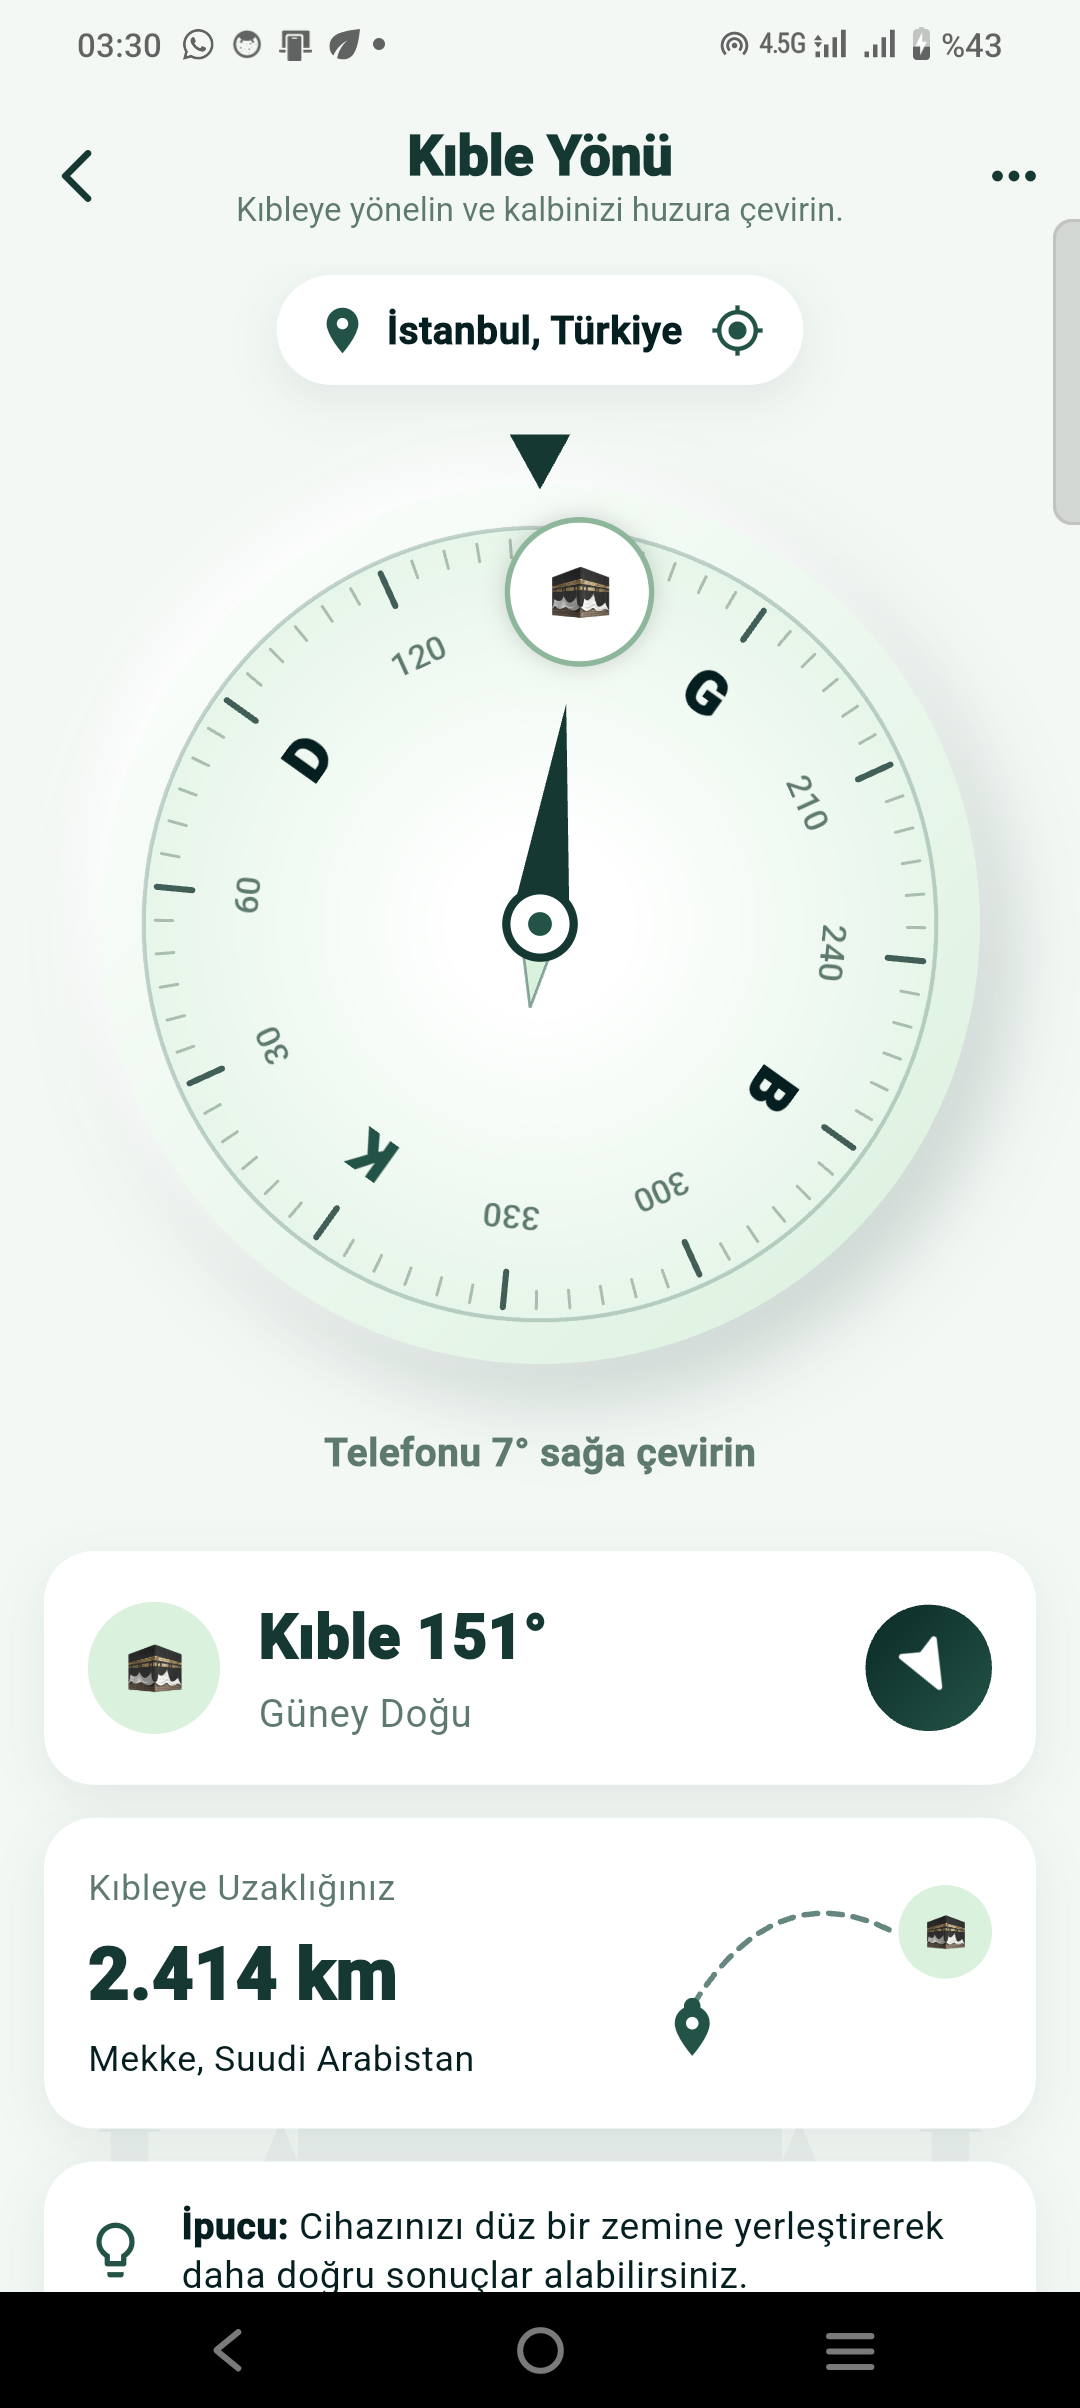 03:30
4.5G
%43
Kıble Yönü
Kıbleye yönelin ve kalbinizi huzura çevirin.
İstanbul, Türkiye
120
G
D
210
60
240
30
B
K
300
330
Telefonu 7° sağa çevirin
Kıble 151°
Güney Doğu
Kıbleye Uzaklığınız
2.414 km
Mekke, Suudi Arabistan
İpucu: Cihazınızı düz bir zemine yerleştirerek
daha doğru sonuçlar alabilirsiniz.